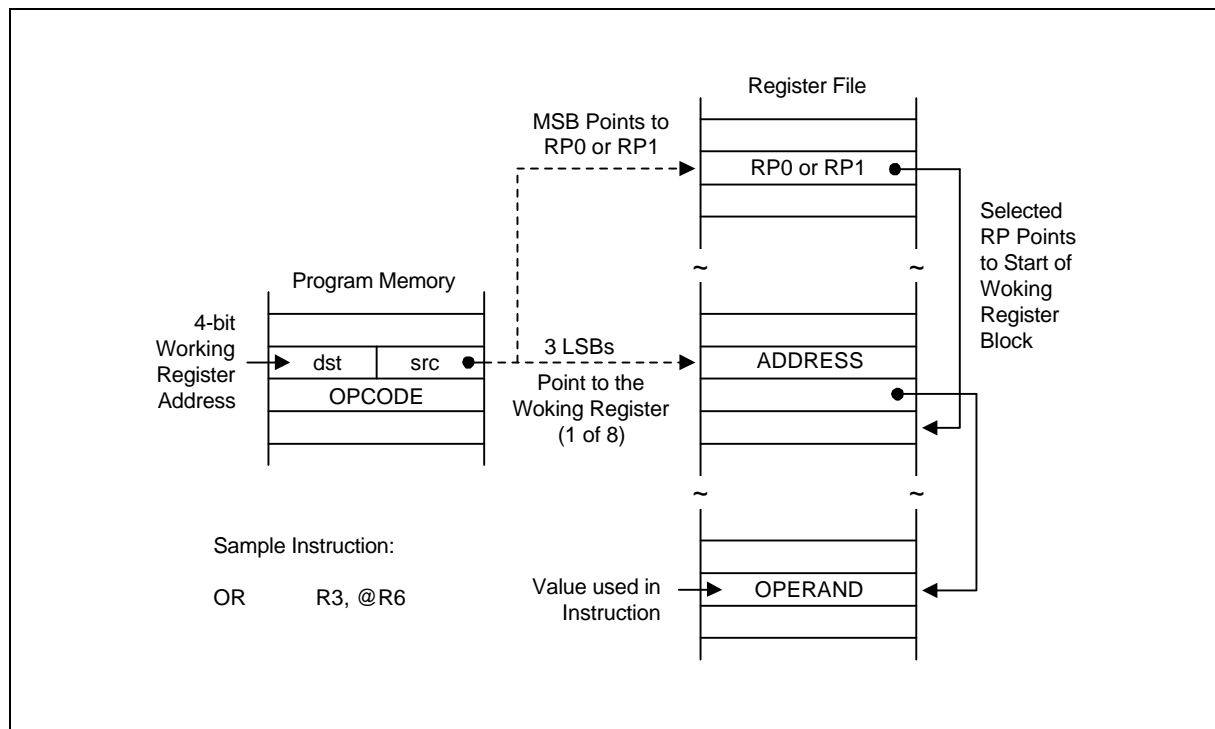 Register File
MSB Points to
RP0 or RP1
RP0 or RP1
Selected
RP Points
to Start of
Woking
Register
Block
~ ~
Program Memory
4-bit
Working
Register
Address
dst src
OPCODE
3 LSBs
Point to the
Woking Register
(1 of 8)
ADDRESS
~ ~
Sample Instruction:
OR R3, @R6
Value used in
Instruction
OPERAND